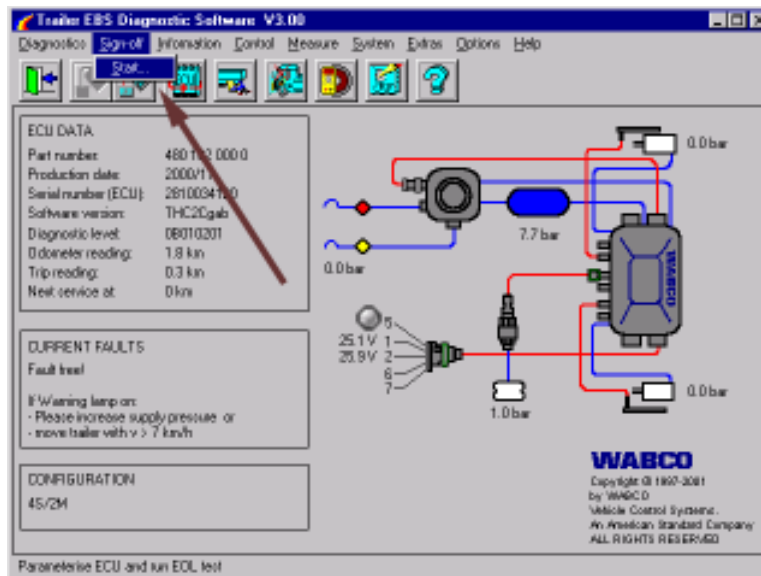 Trailer EBS Diagnostic Software V3.00
Diagnostics Sign-off Information Control Measure System Extras Options Help
Start...
ECU DATA
Part number:
Production date:
Serial number (ECU):
Software version: THC2Cgab
Diagnostic level: 0B010201
Odometer reading: 1.8 km
Trip reading: 0.3 km
Next service at: 0 km
CURRENT FAULTS
Fault free!
If Warning lamp on:
- Please increase supply pressure or
- move trailer with v > 7 km/h
CONFIGURATION
4S/2M
0.0 bar
7.7 bar
0.0 bar
WABCO
5
25.1 V 1
25.9 V 2
6
7
1.0 bar
0.0 bar
WABCO
Copyright © 1997-2001
by WABCO
Vehicle Control Systems.
An American Standard Company
ALL RIGHTS RESERVED
Parameterise ECU and run EOL test